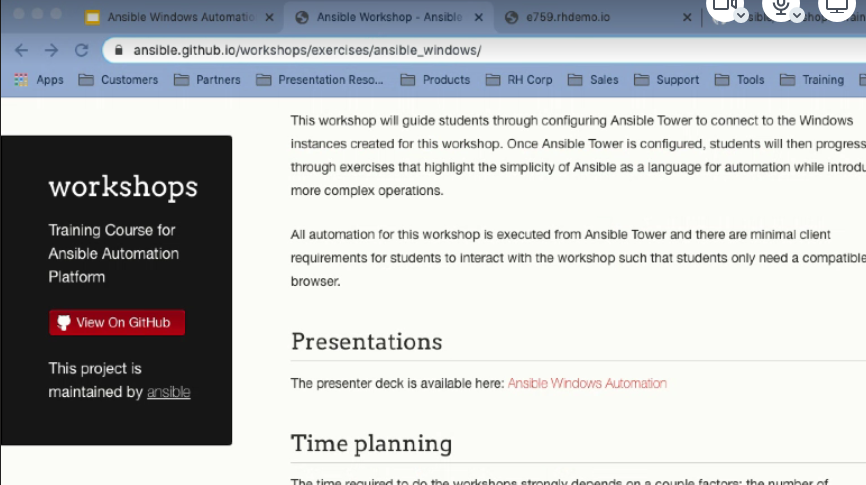 Ansible Windows Automatio
Ansible Workshop - Ansible
e759.rhdemo.io
ansible.github.io/workshops/exercises/ansible_windows/
Apps Customers Partners Presentation Reso... Products RH Corp Sales Support Tools Training
workshops
Training Course for
Ansible Automation
Platform
View On GitHub
This project is
maintained by ansible
This workshop will guide students through configuring Ansible Tower to connect to the Windows
instances created for this workshop. Once Ansible Tower is configured, students will then progress
through exercises that highlight the simplicity of Ansible as a language for automation while introdu
more complex operations.
All automation for this workshop is executed from Ansible Tower and there are minimal client
requirements for students to interact with the workshop such that students only need a compatible
browser.
Presentations
The presenter deck is available here: Ansible Windows Automation
Time planning
The time required to do the workshops strongly depends on a couple factors: the number of